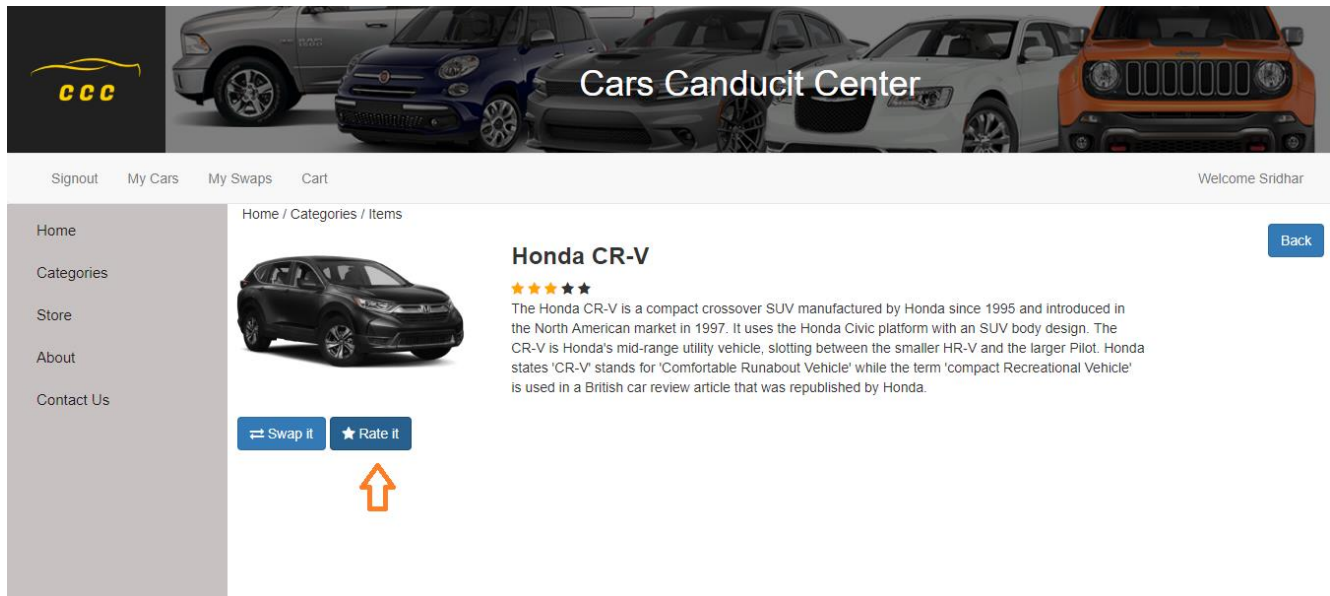 CCC
Cars Canducit Center
Signout My Cars My Swaps Cart Welcome Sridhar
Home
Categories
Store
About
Contact Us
Home / Categories / Items
Back
Honda CR-V
The Honda CR-V is a compact crossover SUV manufactured by Honda since 1995 and introduced in
the North American market in 1997. It uses the Honda Civic platform with an SUV body design. The
CR-V is Honda's mid-range utility vehicle, slotting between the smaller HR-V and the larger Pilot. Honda
states 'CR-V' stands for 'Comfortable Runabout Vehicle' while the term 'compact Recreational Vehicle'
is used in a British car review article that was republished by Honda.
Swap it Rate it